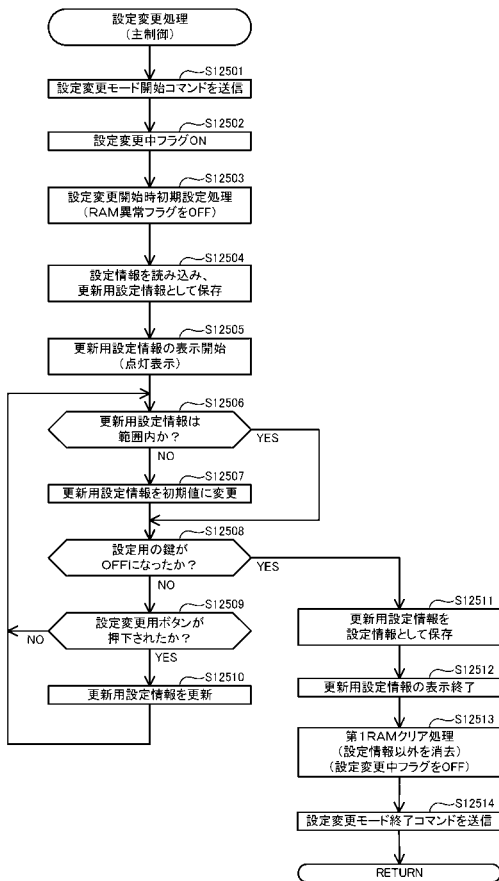 設定変更処理
(主制御)
S12501
設定変更モード開始コマンドを送信
S12502
設定変更中フラグON
S12503
設定変更開始時初期設定処理
(RAM異常フラグをOFF)
S12504
設定情報を読み込み、
更新用設定情報として保存
S12505
更新用設定情報の表示開始
(点灯表示)
S12506
更新用設定情報は
範囲内か?
YES
NO
S12507
更新用設定情報を初期値に変更
S12508
設定用の鍵が
OFFになったか?
YES
NO
S12509
設定変更用ボタンが
押下されたか?
NO
YES
S12510
更新用設定情報を更新
S12511
更新用設定情報を
設定情報として保存
S12512
更新用設定情報の表示終了
S12513
第1RAMクリア処理
(設定情報以外を消去)
(設定変更中フラグをOFF)
S12514
設定変更モード終了コマンドを送信
RETURN